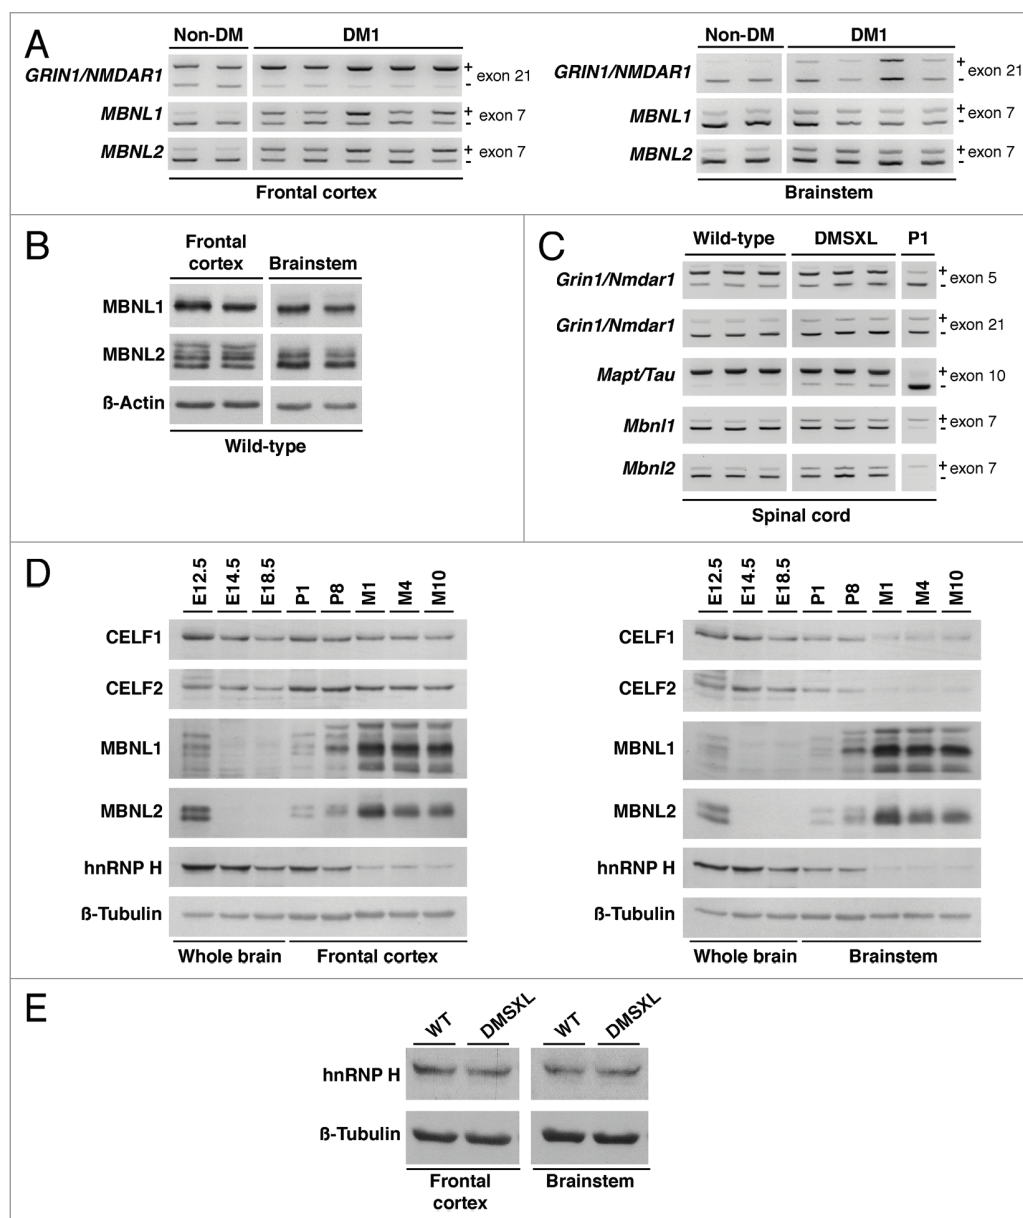 A
Non-DM DM1
GRIN1/NMDAR1 + - exon 21
MBNL1 + - exon 7
MBNL2 + - exon 7
Frontal cortex
Non-DM DM1
GRIN1/NMDAR1 + - exon 21
MBNL1 + - exon 7
MBNL2 + - exon 7
Brainstem
B
Frontal
cortex Brainstem
MBNL1
MBNL2
ß-Actin
Wild-type
C
Wild-type DMSXL P1
Grin1/Nmdar1 + - exon 5
Grin1/Nmdar1 + - exon 21
Mapt/Tau + - exon 10
Mbnl1 + - exon 7
Mbnl2 + - exon 7
Spinal cord
D
E12.5 E14.5 E18.5 P1 P8 M1 M4 M10
CELF1
CELF2
MBNL1
MBNL2
hnRNP H
ß-Tubulin
Whole brain Frontal cortex
E12.5 E14.5 E18.5 P1 P8 M1 M4 M10
CELF1
CELF2
MBNL1
MBNL2
hnRNP H
ß-Tubulin
Whole brain Brainstem
E
WT DMSXL WT DMSXL
hnRNP H
ß-Tubulin
Frontal
cortex Brainstem